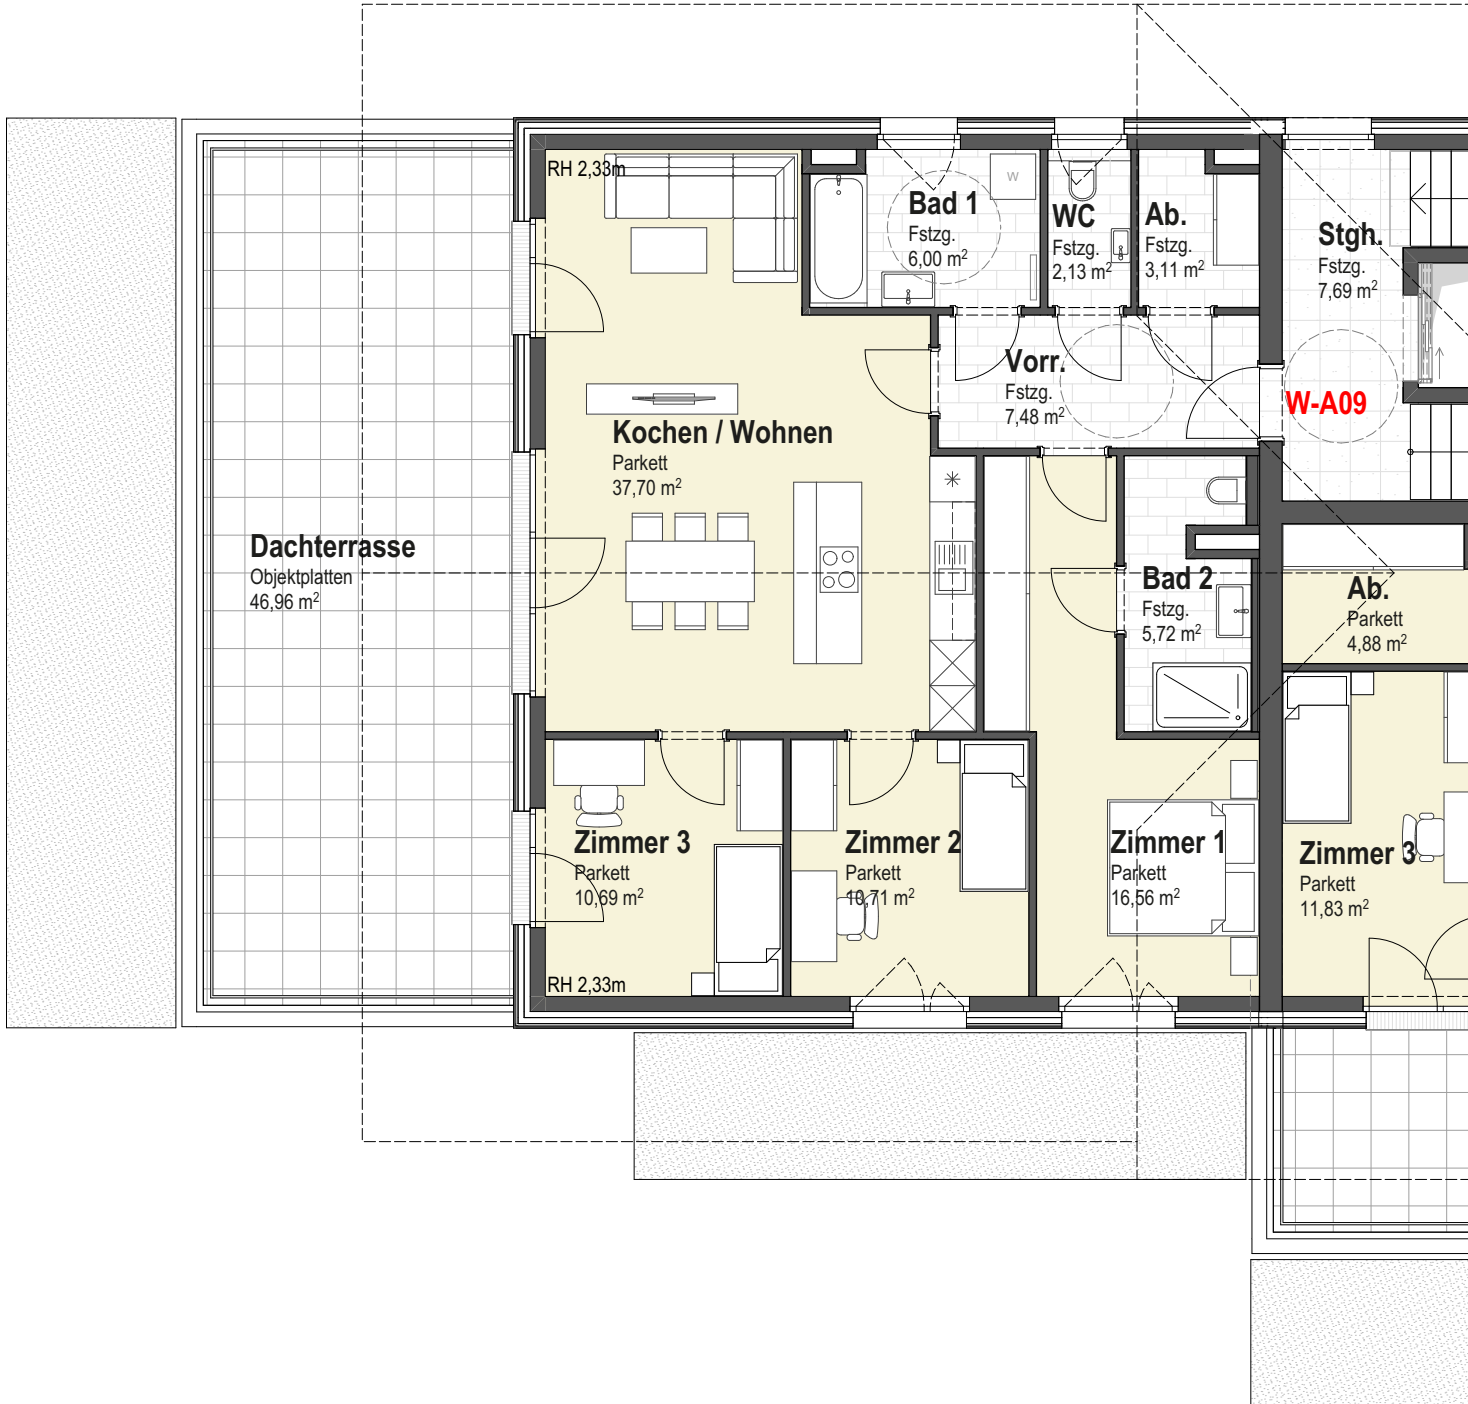 RH 2,33m
Bad 1
Fstzg.
6,00 m²
W
WC
Fstzg.
2,13 m²
Ab.
Fstzg.
3,11 m²
Stgh.
Fstzg.
7,69 m²
Vorr.
Fstzg.
7,48 m²
W-A09
Kochen / Wohnen
Parkett
37,70 m²
Dachterrasse
Objektplatten
46,96 m²
Bad 2
Fstzg.
5,72 m²
Ab.
Parkett
4,88 m²
Zimmer 3
Parkett
10,69 m²
Zimmer 2
Parkett
10,71 m²
Zimmer 1
Parkett
16,56 m²
Zimmer 3
Parkett
11,83 m²
RH 2,33m